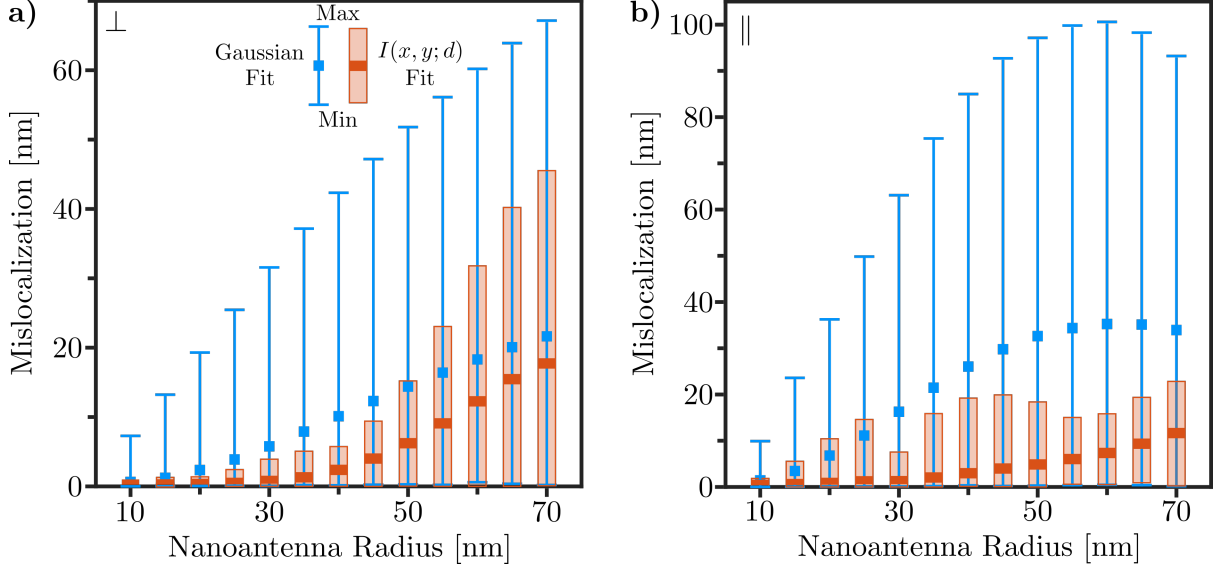 a)
⊥
Max
Gaussian
Fit
I(x, y; d)
Fit
Min
Mislocalization [nm]
60
40
20
0
10
30
50
70
Nanoantenna Radius [nm]
b)
∥
Mislocalization [nm]
100
80
60
40
20
0
10
30
50
70
Nanoantenna Radius [nm]